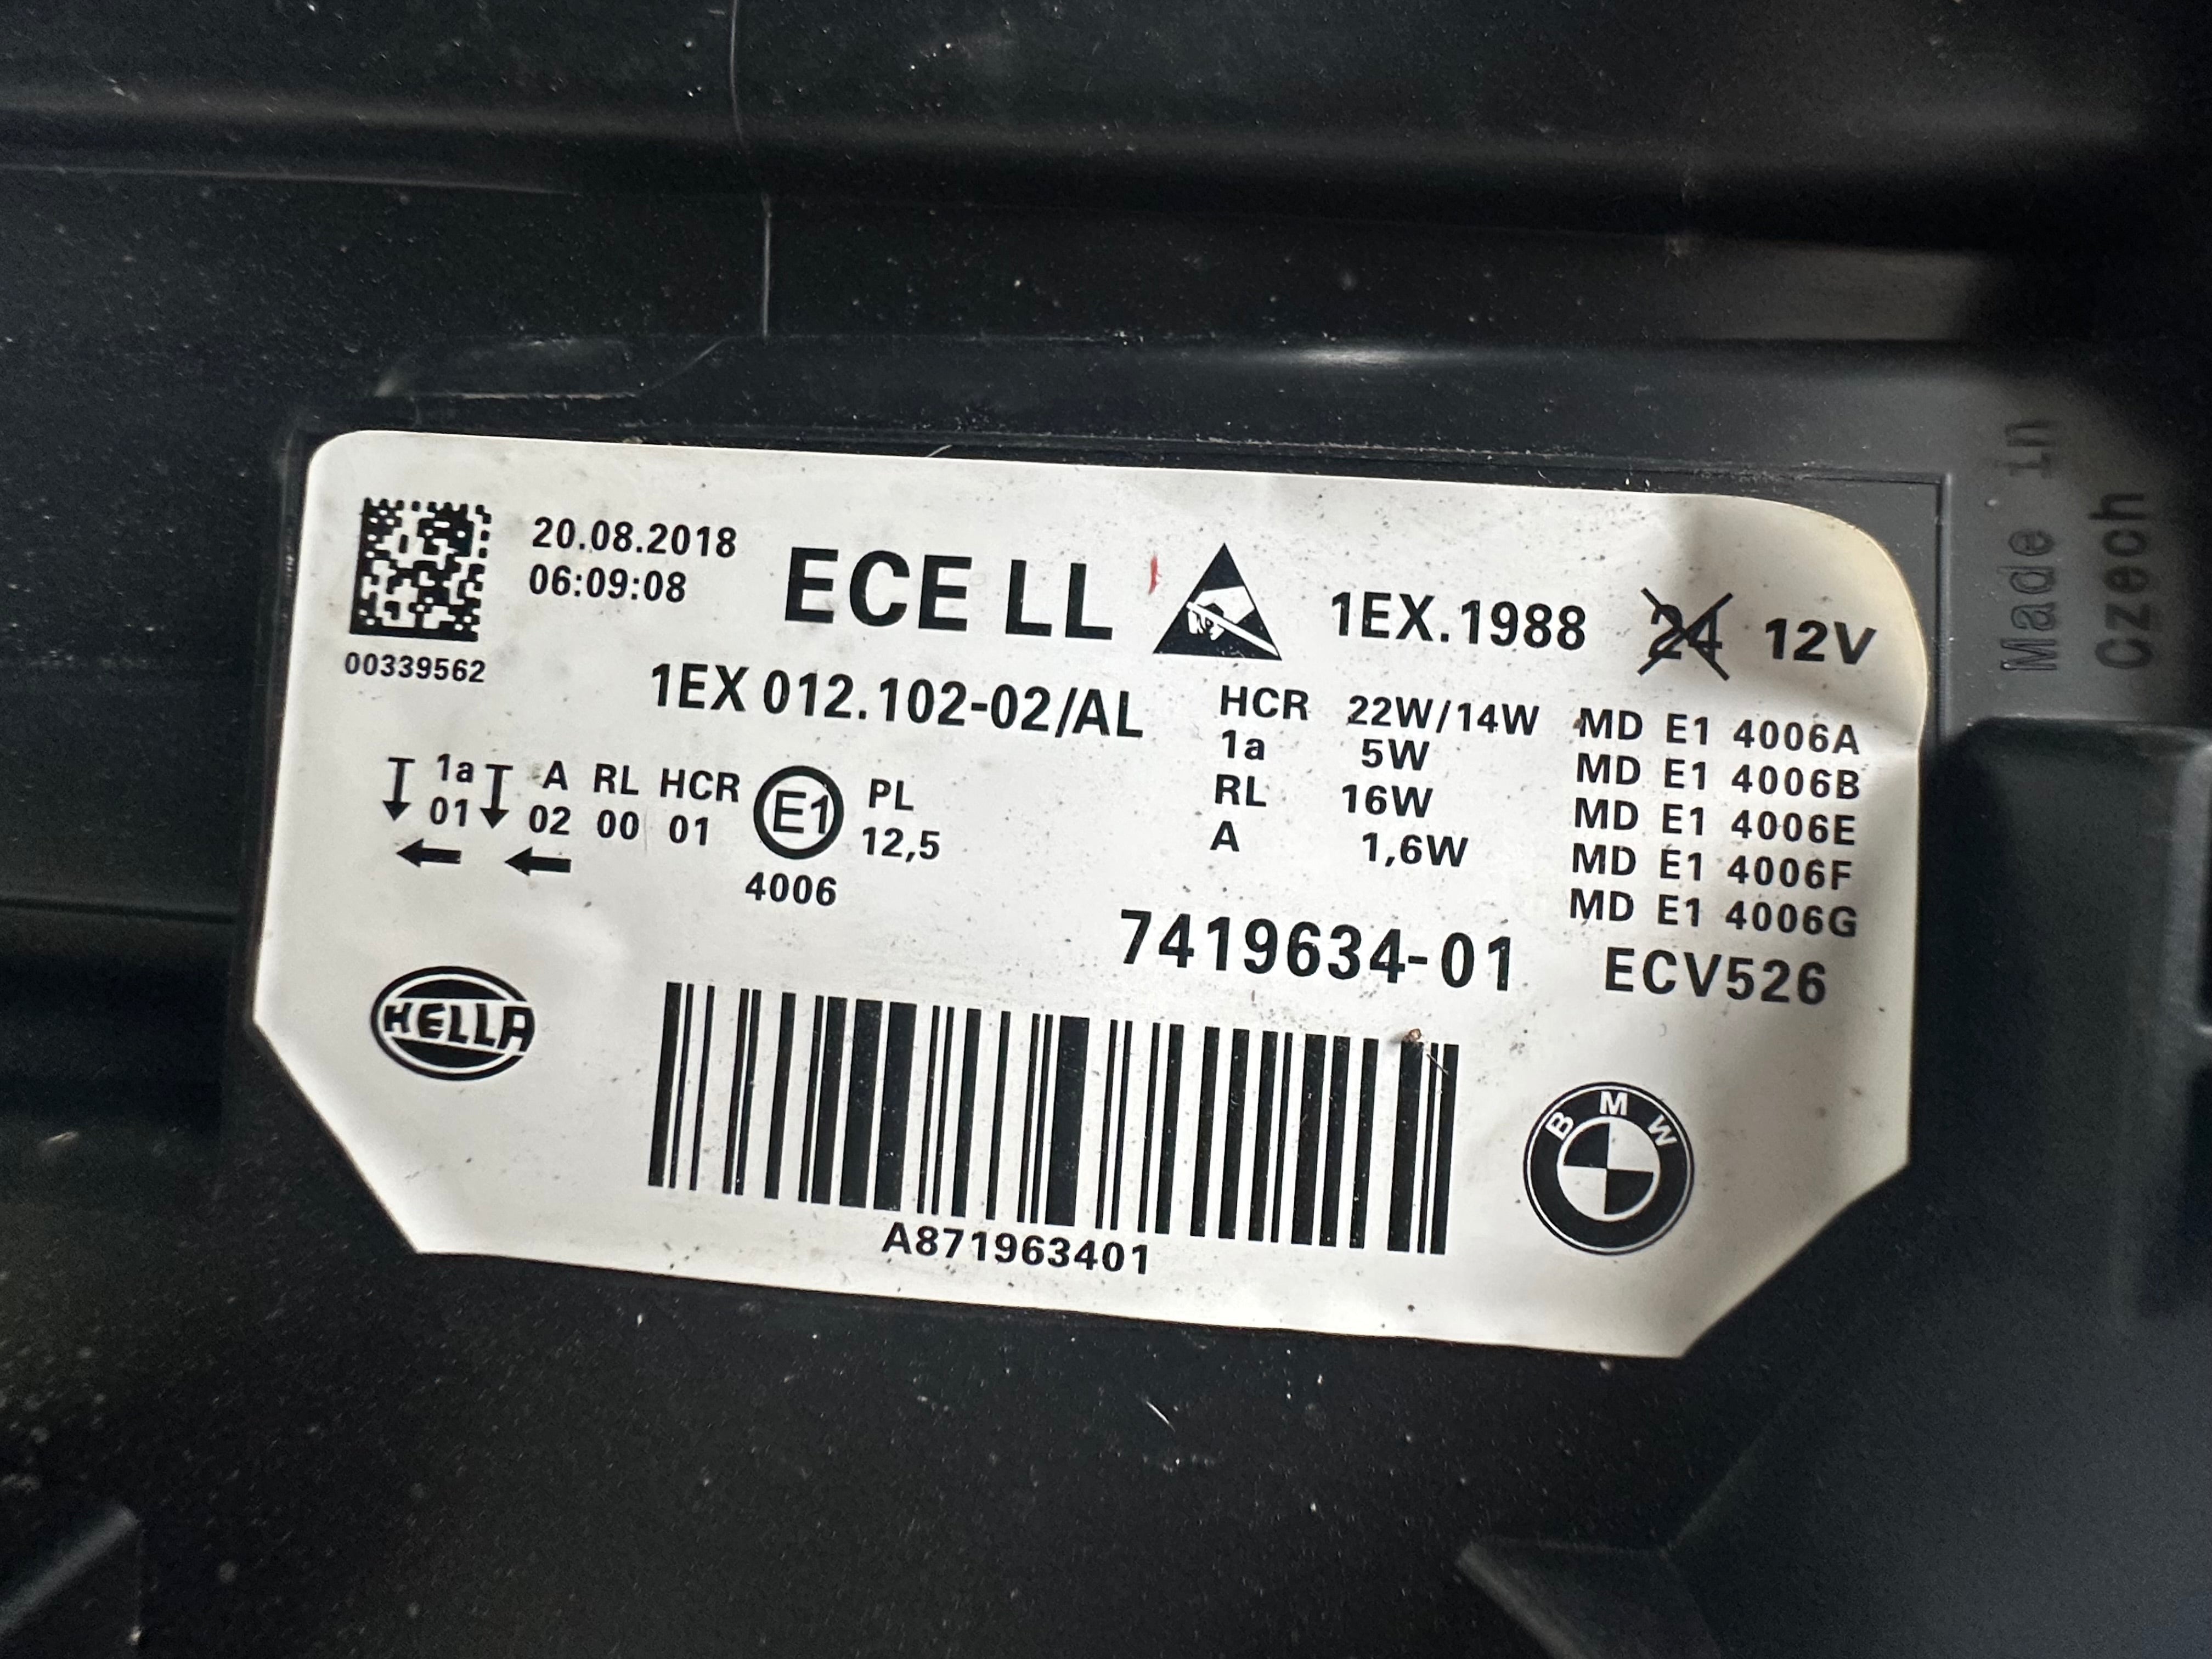 20.08.2018
06:09:08
00339562
ECE LL
1EX.1988 24 12V
1EX 012.102-02/AL
HCR 22W/14W MD E1 4006A
1a 5W MD E1 4006B
RL 16W MD E1 4006E
A 1,6W MD E1 4006F
MD E1 4006G
1a A RL HCR E1 PL
01 02 00 01 12,5
4006
7419634-01 ECV526
HELLA
BMW
A871963401
Made in
Czech